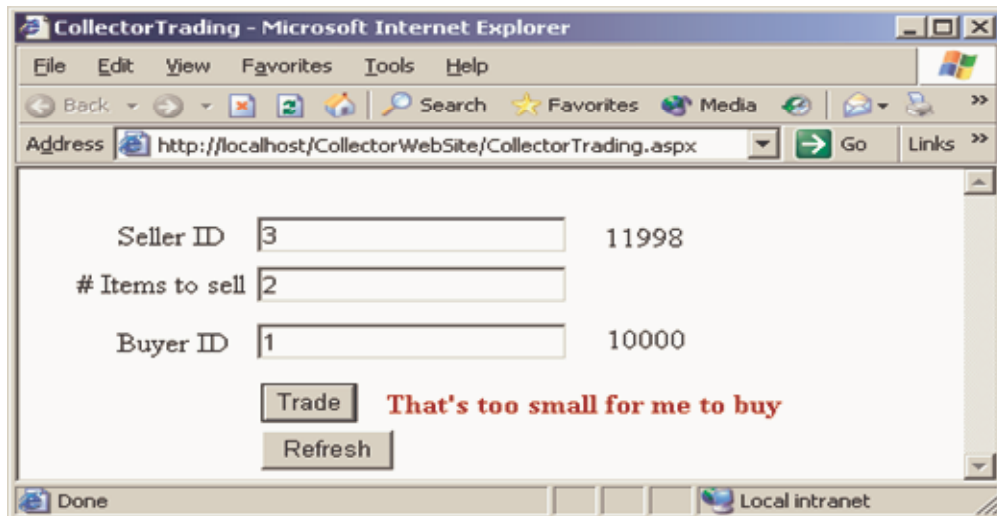 CollectorTrading - Microsoft Internet Explorer
File Edit View Favorites Tools Help
Back Search Favorites Media »
Address http://localhost/CollectorWebSite/CollectorTrading.aspx Go Links »
Seller ID 3 11998
# Items to sell 2
Buyer ID 1 10000
Trade That's too small for me to buy
Refresh
Done Local intranet